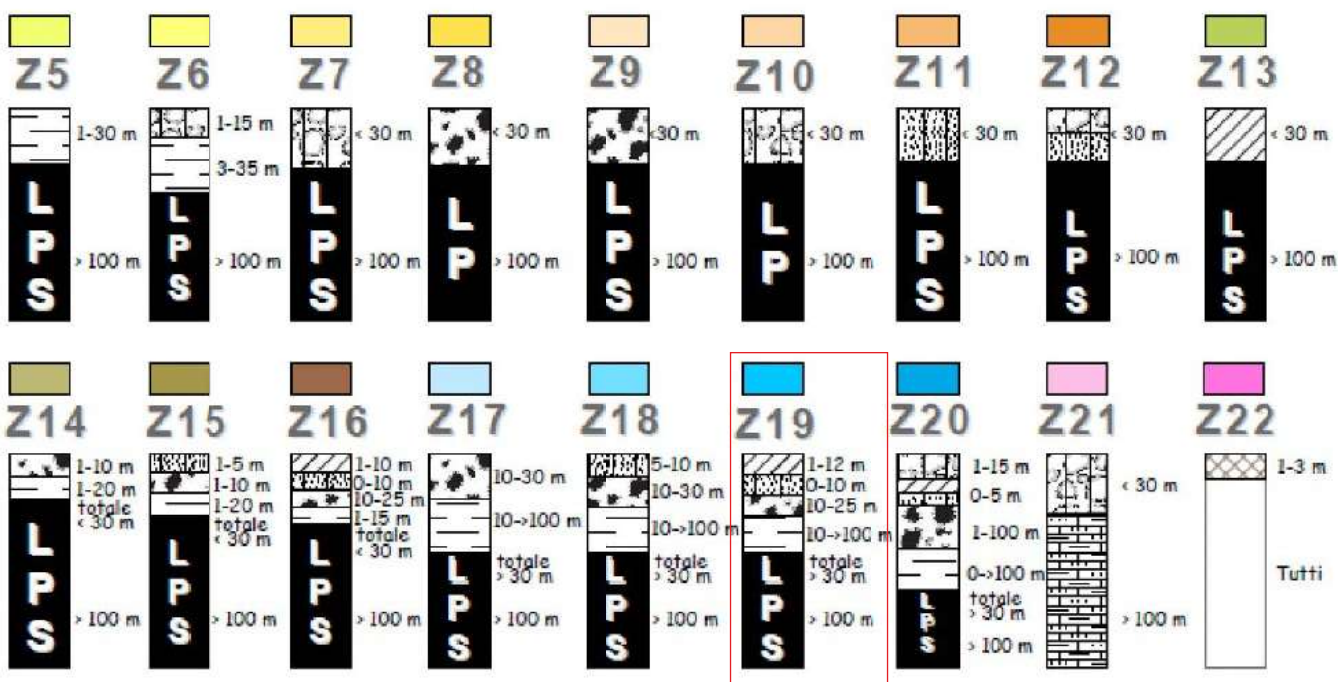 Z5 Z6 Z7 Z8 Z9 Z10 Z11 Z12 Z13
1-30 m
LPS
> 100 m
1-15 m
3-35 m
LPS
> 100 m
< 30 m
LPS
> 100 m
< 30 m
LP
> 100 m
<30 m
LPS
> 100 m
< 30 m
LP
> 100 m
< 30 m
LPS
> 100 m
< 30 m
LPS
> 100 m
< 30 m
LPS
> 100 m
Z14 Z15 Z16 Z17 Z18 Z19 Z20 Z21 Z22
1-10 m
1-20 m
totale
< 30 m
LPS
> 100 m
1-5 m
1-10 m
1-20 m
totale
< 30 m
LPS
> 100 m
1-10 m
0-10 m
10-25 m
1-15 m
totale
< 30 m
LPS
> 100 m
10-30 m
10->100 m
totale
> 30 m
LPS
> 100 m
5-10 m
10-30 m
10->100 m
totale
> 30 m
LPS
> 100 m
1-12 m
0-10 m
10-25 m
10->100 m
totale
> 30 m
LPS
> 100 m
1-15 m
0-5 m
1-100 m
0->100 m
totale
> 30 m
LPS
> 100 m
< 30 m
> 100 m
1-3 m
Tutti